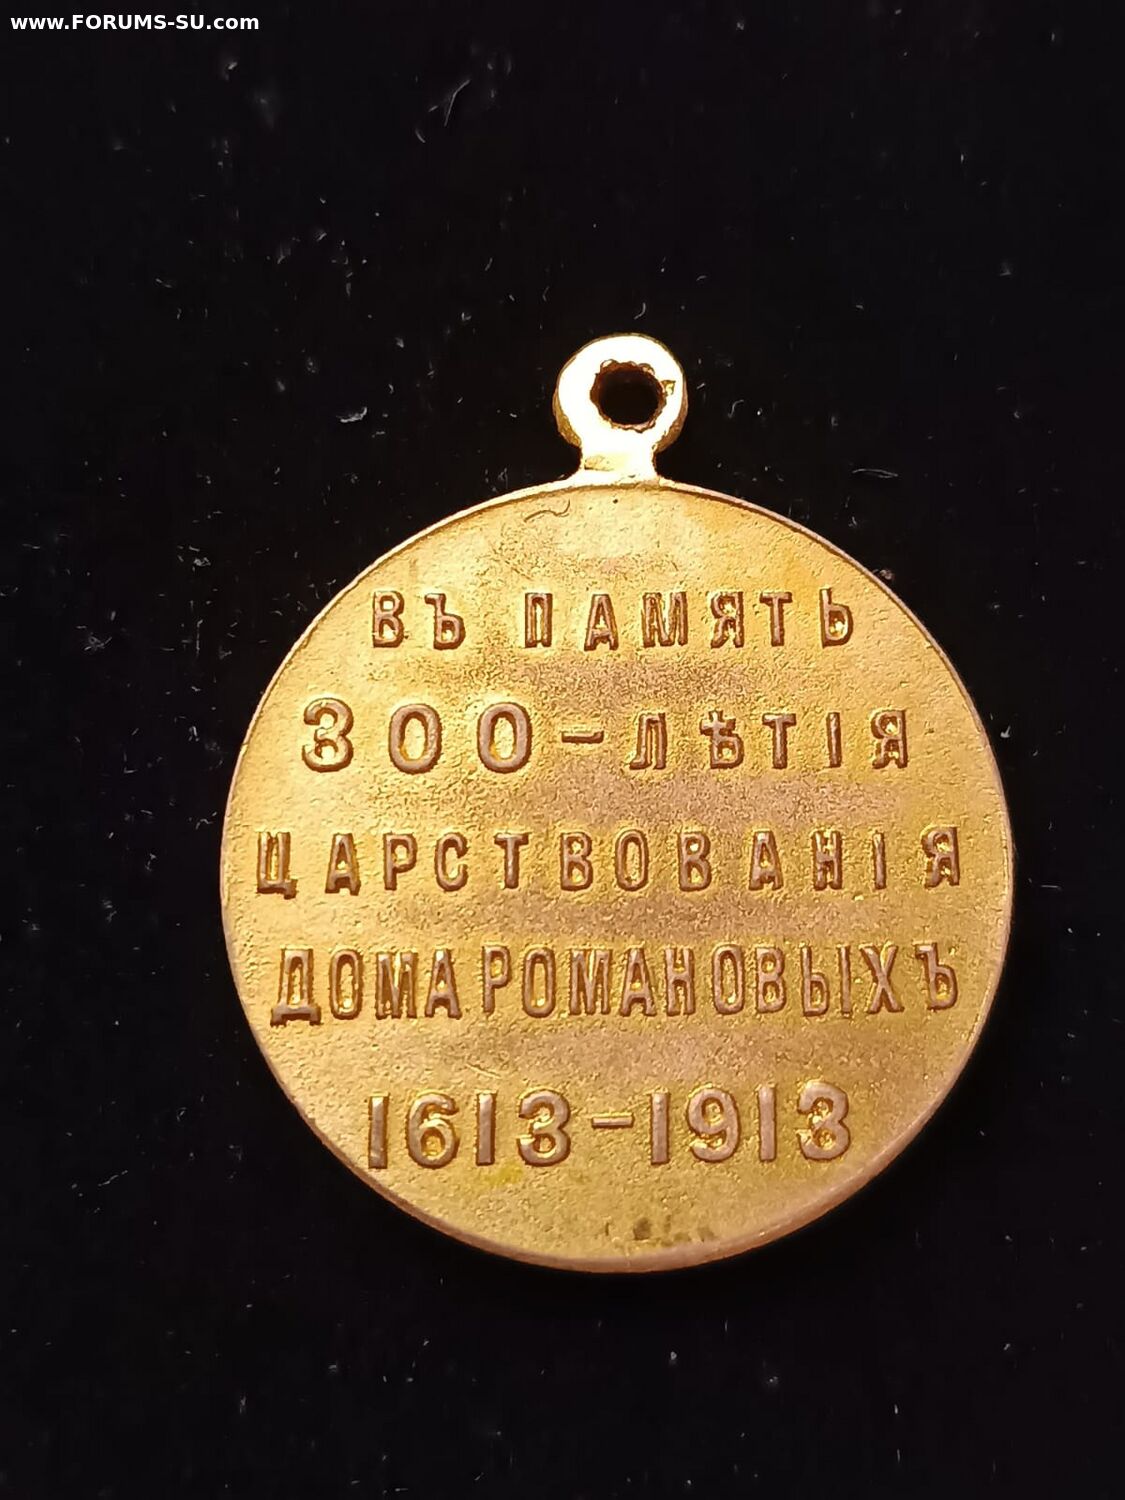 www.FORUMS-SU.com
ВЪ ПАМЯТЬ
300-ЛѢТІЯ
ЦАРСТВОВАНІЯ
ДОМА РОМАНОВЫХЪ
1613-1913